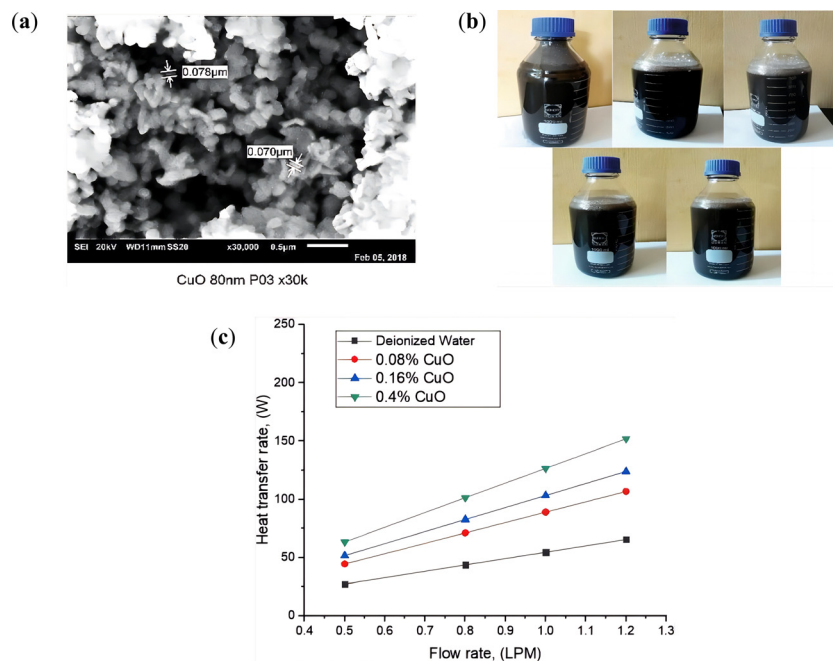 (a)
0.078µm
0.070µm
SEI 20kV WD11mm SS20 x30,000 0.5µm
Feb 05, 2018
CuO 80nm P03 x30k
(b)
(c)
Deionized Water
0.08% CuO
0.16% CuO
0.4% CuO
Heat transfer rate, (W)
250
200
150
100
50
0
0.4 0.5 0.6 0.7 0.8 0.9 1.0 1.1 1.2 1.3
Flow rate, (LPM)